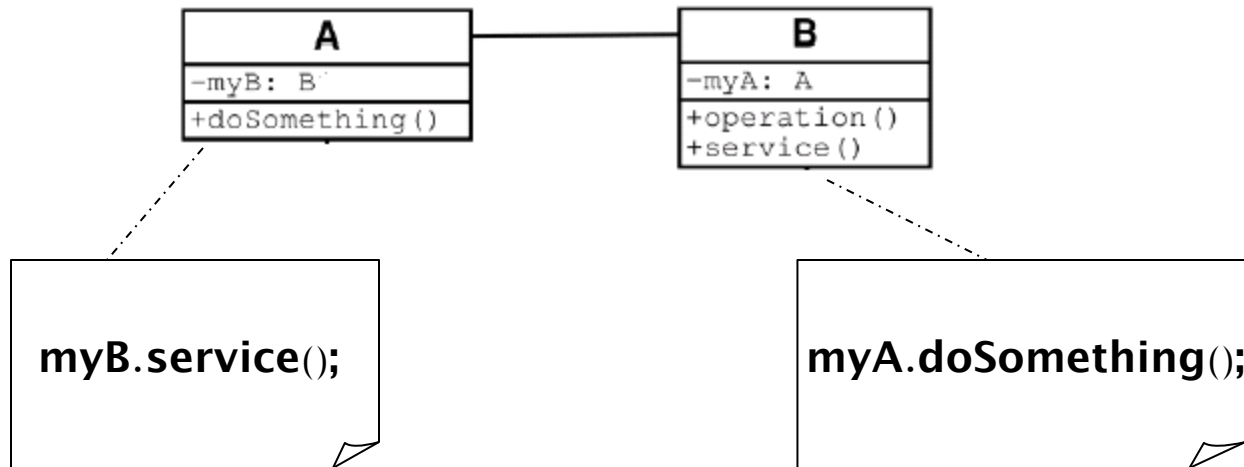 A
-myB: B
+doSomething()
B
-myA: A
+operation()
+service()
myB.service();
myA.doSomething();